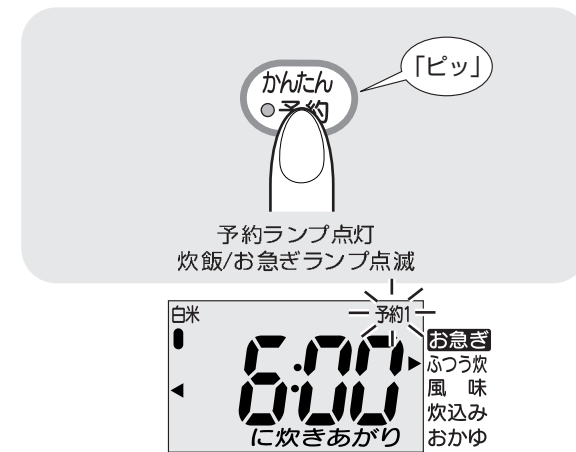 かんたん
予約
「ピッ」
予約ランプ点灯
炊飯/お急ぎランプ点滅
白米
予約1
6:00
に炊きあがり
お急ぎ
ふつう炊
風 味
炊込み
おかゆ